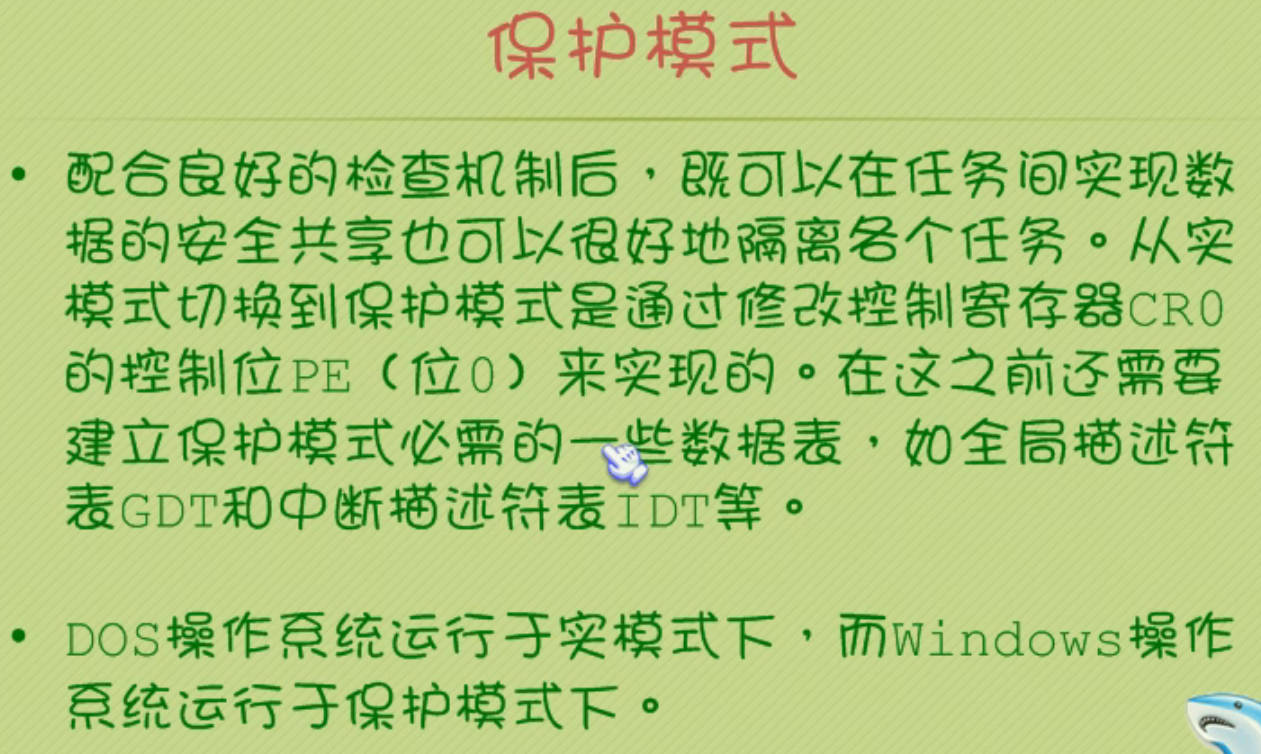 保护模式
• 配合良好的检查机制后，既可以在任务间实现数
据的安全共享也可以很好地隔离各个任务。从实
模式切换到保护模式是通过修改控制寄存器CR0
的控制位PE（位0）来实现的。在这之前还需要
建立保护模式必需的一些数据表，如全局描述符
表GDT和中断描述符表IDT等。
• DOS操作系统运行于实模式下，而Windows操作
系统运行于保护模式下。